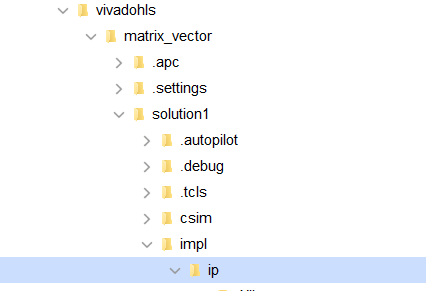 vivadohls
matrix_vector
.apc
.settings
solution1
.autopilot
.debug
.tcls
csim
impl
ip